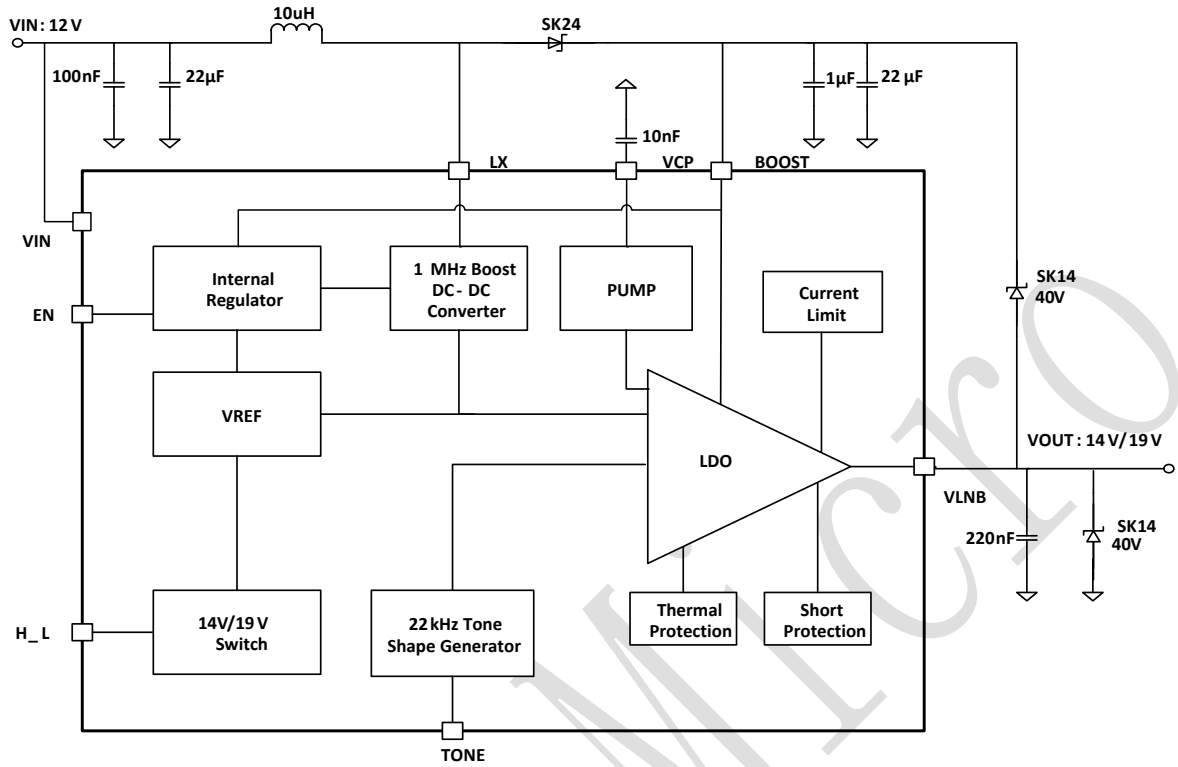 VIN : 12 V
10uH
SK24
100nF
22µF
10nF
1µF
22 µF
LX
VCP
BOOST
VIN
EN
H_L
Internal
Regulator
1 MHz Boost
DC - DC
Converter
PUMP
Current
Limit
SK14
40V
VREF
LDO
VOUT : 14 V/19 V
VLNB
220nF
SK14
40V
14V/19 V
Switch
22 kHz Tone
Shape Generator
Thermal
Protection
Short
Protection
TONE
Micro